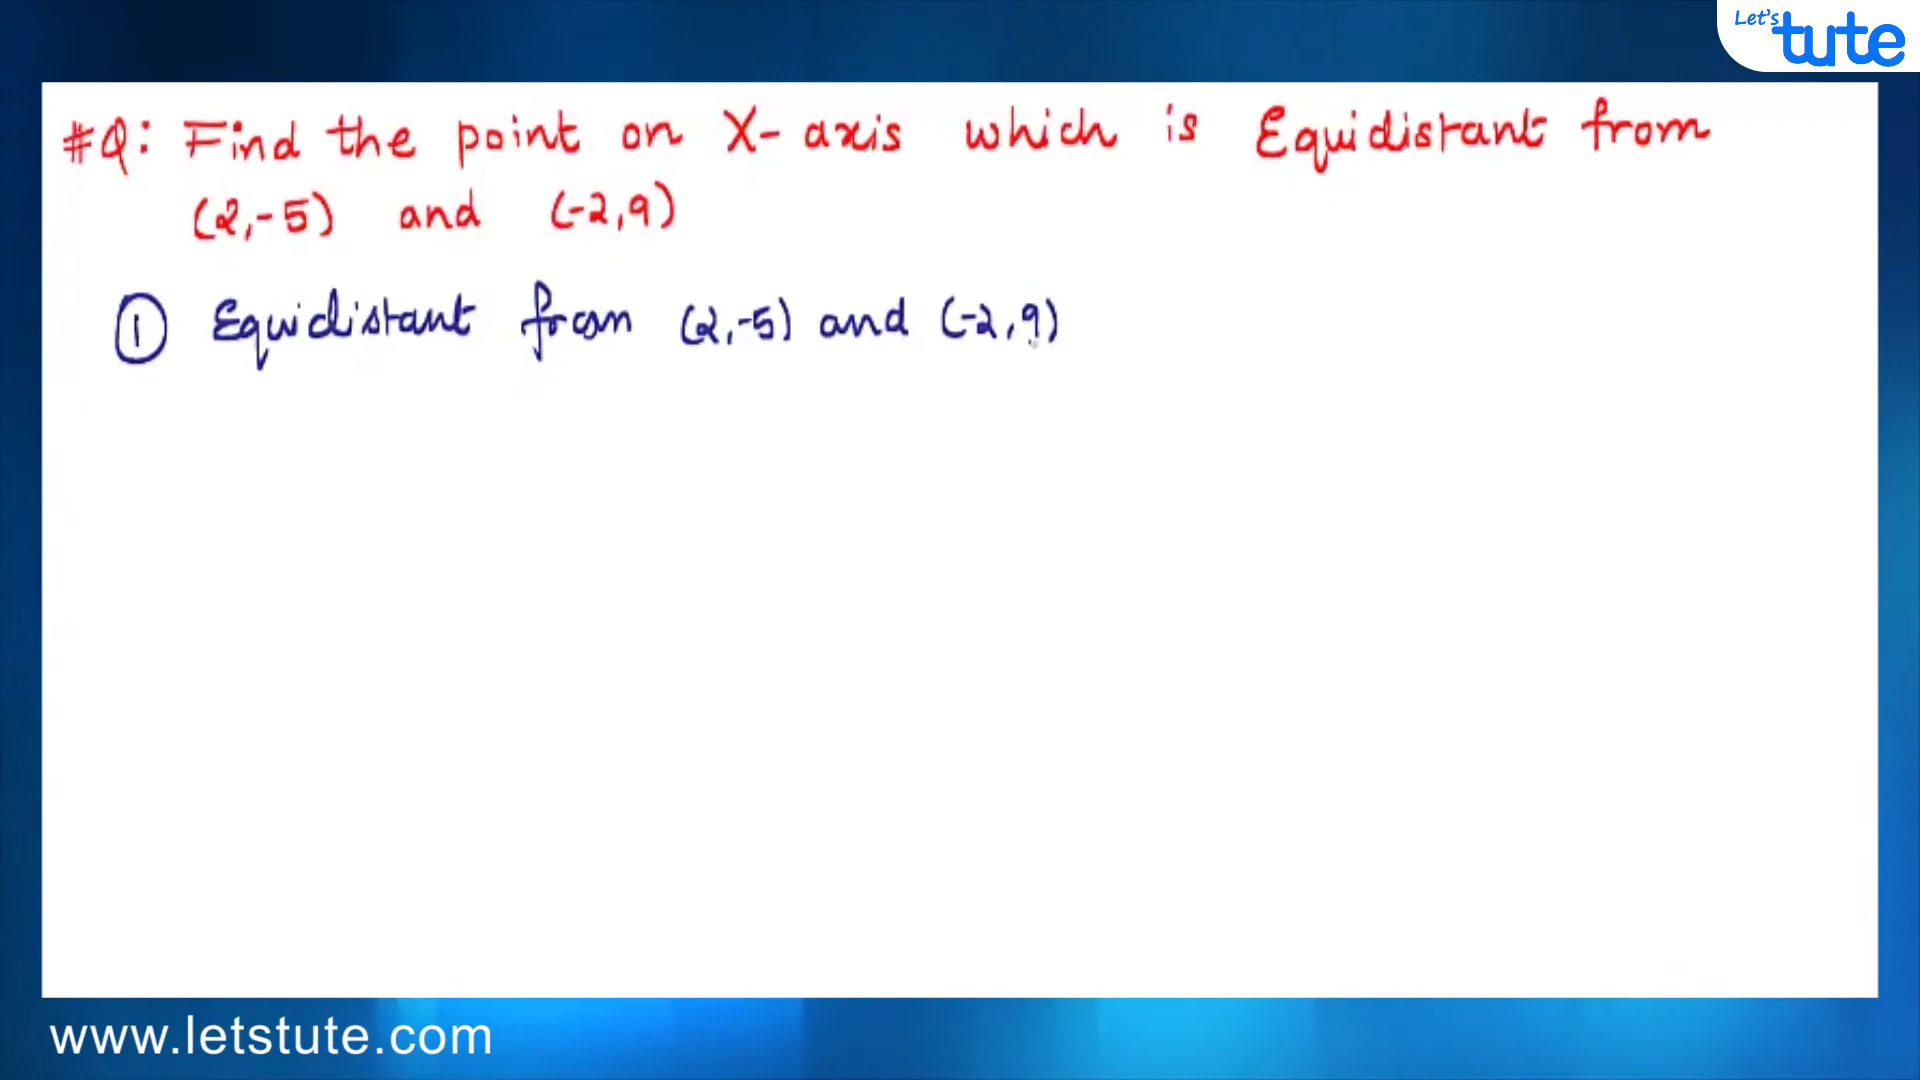 Let's tute
#Q: Find the point on X-axis which is Equidistant from
(2,-5) and (-2,9)
① Equidistant from (2,-5) and (-2,9)
www.letstute.com